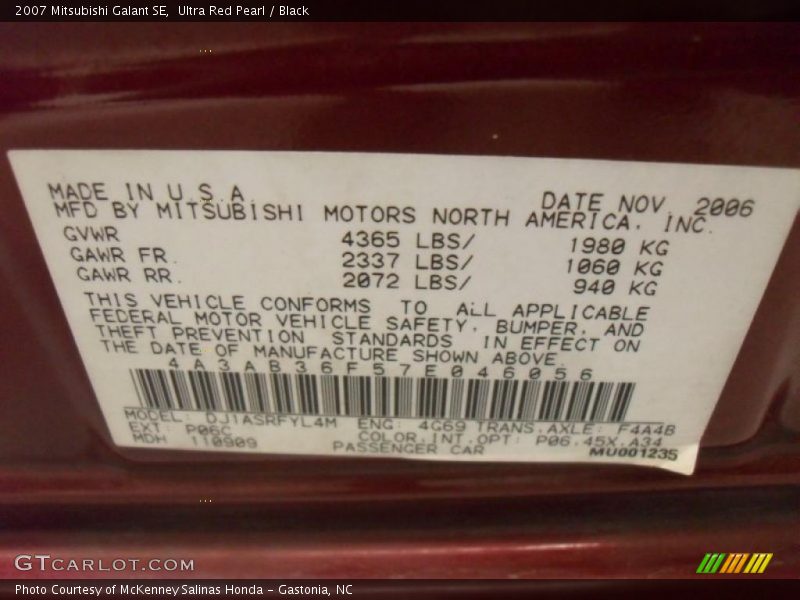 2007 Mitsubishi Galant SE,  Ultra Red Pearl / Black
MADE IN U.S.A. DATE NOV. 2006
MFD BY MITSUBISHI MOTORS NORTH AMERICA, INC.
GVWR 4365 LBS/ 1980 KG
GAWR FR. 2337 LBS/ 1060 KG
GAWR RR. 2072 LBS/ 940 KG
THIS VEHICLE CONFORMS TO ALL APPLICABLE
FEDERAL MOTOR VEHICLE SAFETY, BUMPER, AND
THEFT PREVENTION STANDARDS IN EFFECT ON
THE DATE OF MANUFACTURE SHOWN ABOVE.
4A3AB36F57E046056
MODEL: DJ1ASRFYL4M ENG: 4G69 TRANS.AXLE: F4A4B
EXT: P06C COLOR.INT.OPT: P06.45X.A34
MDH 110909 PASSENGER CAR MU001235
GTCARLOT.COM
Photo Courtesy of McKenney Salinas Honda - Gastonia, NC